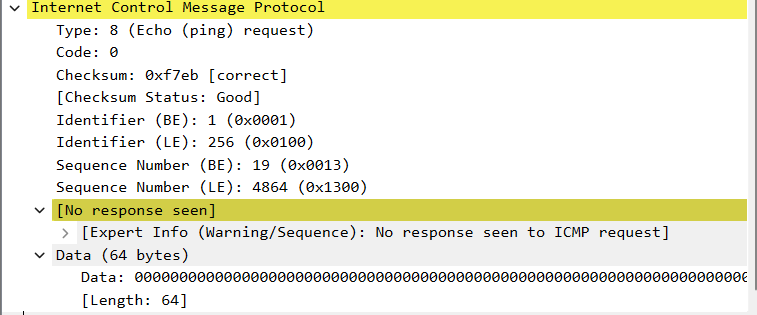 Internet Control Message Protocol
Type: 8 (Echo (ping) request)
Code: 0
Checksum: 0xf7eb [correct]
[Checksum Status: Good]
Identifier (BE): 1 (0x0001)
Identifier (LE): 256 (0x0100)
Sequence Number (BE): 19 (0x0013)
Sequence Number (LE): 4864 (0x1300)
[No response seen]
[Expert Info (Warning/Sequence): No response seen to ICMP request]
Data (64 bytes)
Data: 00000000000000000000000000000000000000000000000000000000000000000000000000
[Length: 64]